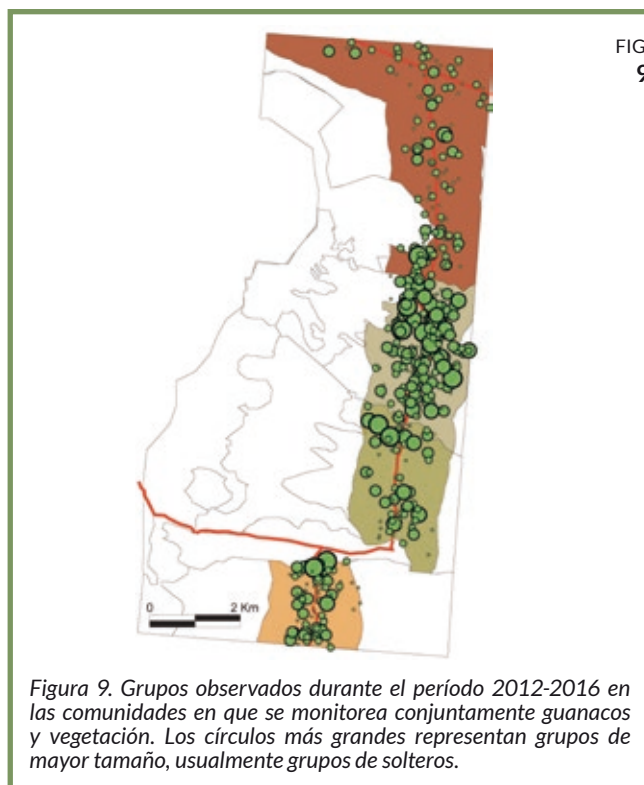 FIG
9
0
2 Km
Figura 9. Grupos observados durante el período 2012-2016 en
las comunidades en que se monitorea conjuntamente guanacos
y vegetación. Los círculos más grandes representan grupos de
mayor tamaño, usualmente grupos de solteros.